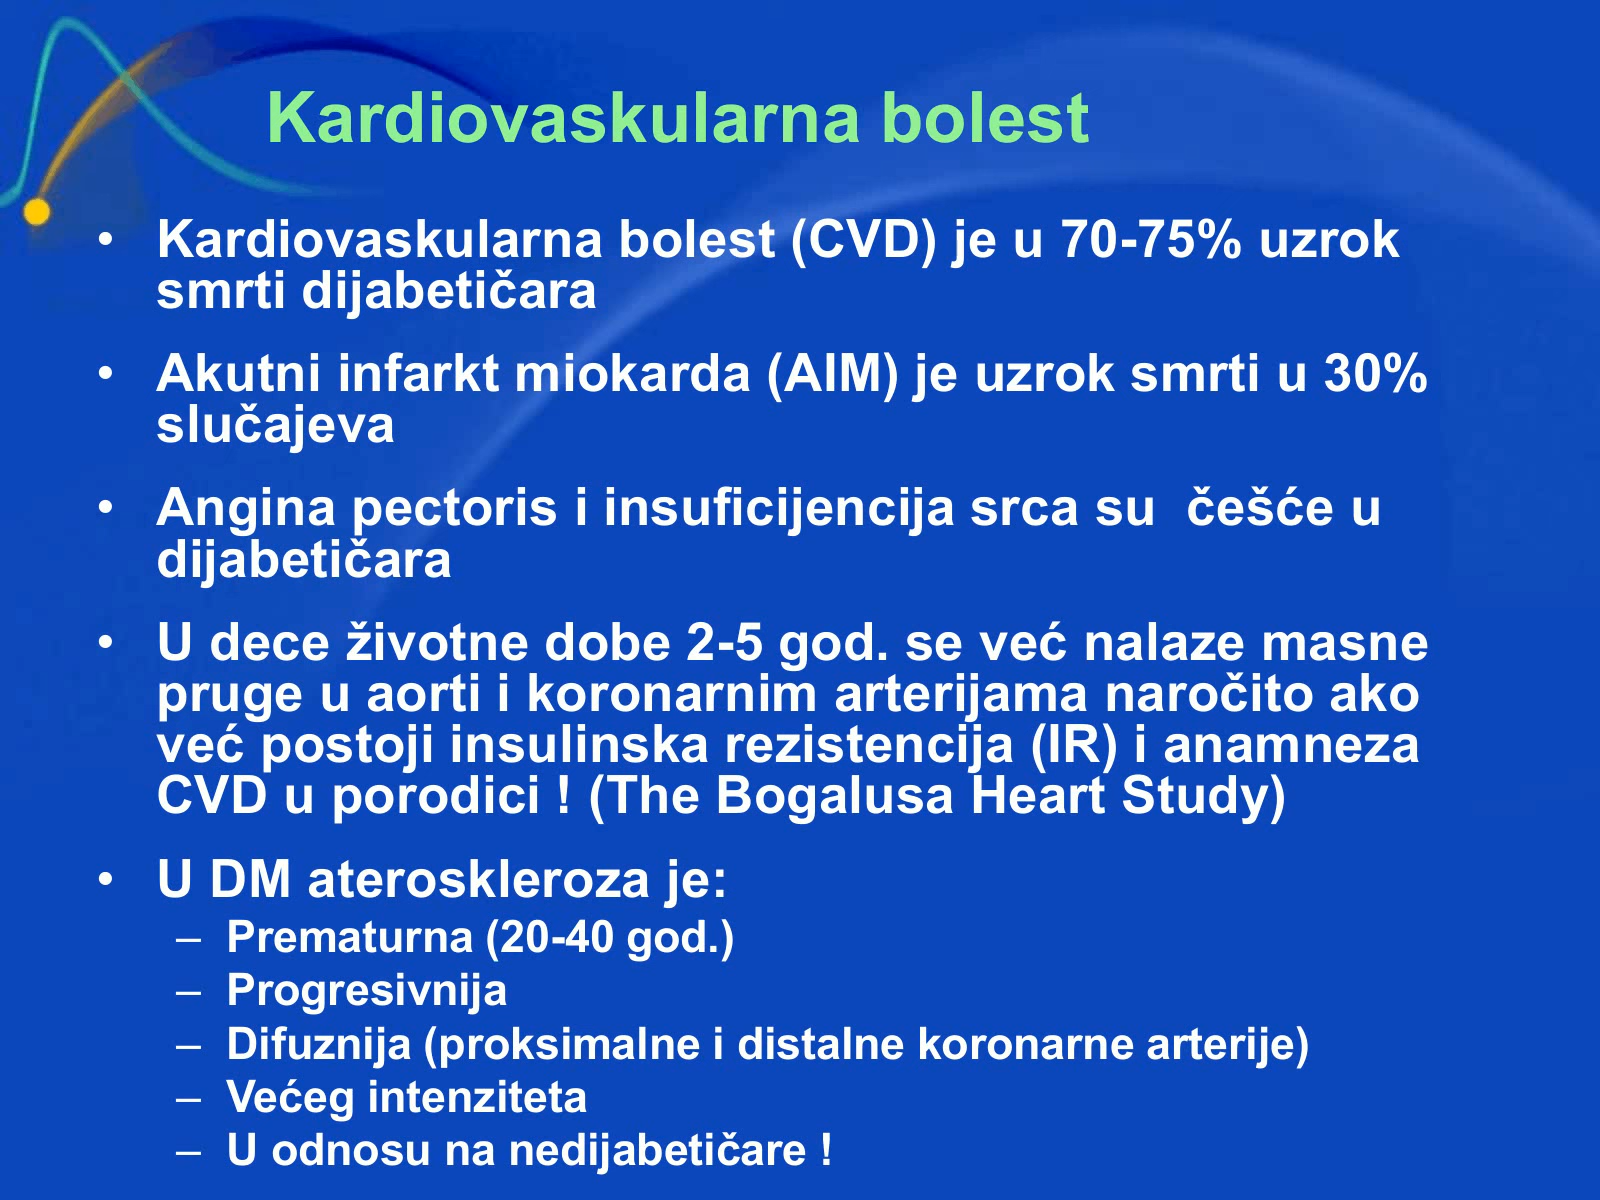 Kardiovaskularna bolest
• Kardiovaskularna bolest (CVD) je u 70-75% uzrok
smrti dijabetičara
• Akutni infarkt miokarda (AIM) je uzrok smrti u 30%
slučajeva
• Angina pectoris i insuficijencija srca su  češće u
dijabetičara
• U dece životne dobe 2-5 god. se već nalaze masne
pruge u aorti i koronarnim arterijama naročito ako
već postoji insulinska rezistencija (IR) i anamneza
CVD u porodici ! (The Bogalusa Heart Study)
• U DM ateroskleroza je:
– Prematurna (20-40 god.)
– Progresivnija
– Difuznija (proksimalne i distalne koronarne arterije)
– Većeg intenziteta
– U odnosu na nedijabetičare !